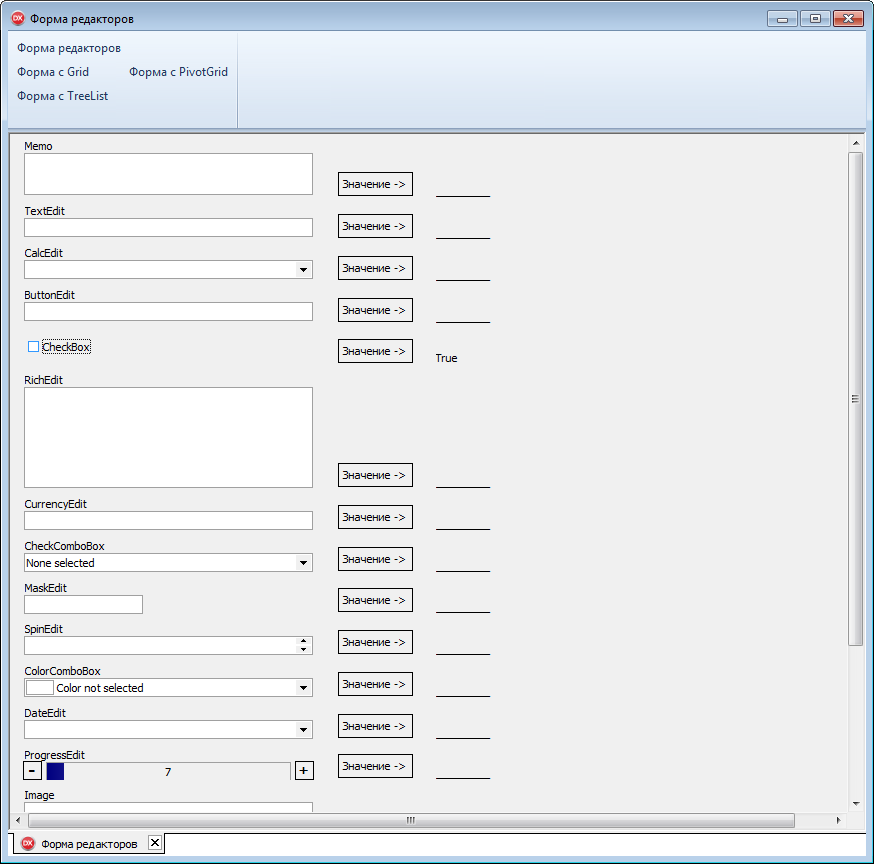 DX Форма редакторов
Форма редакторов
Форма с Grid Форма с PivotGrid
Форма с TreeList
Memo
Значение ->
TextEdit
Значение ->
CalcEdit
Значение ->
ButtonEdit
Значение ->
CheckBox
Значение ->
True
RichEdit
Значение ->
CurrencyEdit
Значение ->
CheckComboBox
None selected
Значение ->
MaskEdit
Значение ->
SpinEdit
Значение ->
ColorComboBox
Color not selected
Значение ->
DateEdit
Значение ->
ProgressEdit
- 7 +
Значение ->
Image
DX Форма редакторов